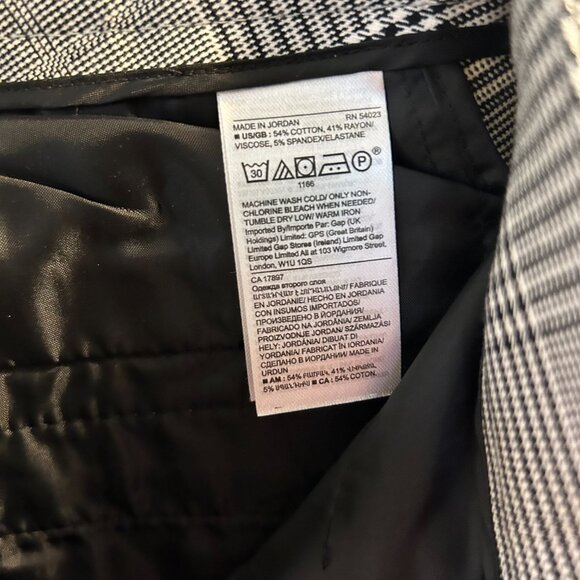 MADE IN JORDAN RN 54023
■ US/GB : 54% COTTON, 41% RAYON/
VISCOSE, 5% SPANDEX/ELASTANE
30 P
1166
MACHINE WASH COLD/ ONLY NON-
CHLORINE BLEACH WHEN NEEDED/
TUMBLE DRY LOW/ WARM IRON
Imported By/Importe Par: Gap (UK
Holdings) Limited: GPS (Great Britain)
Limited Gap Stores (Ireland) Limited Gap
Europe Limited All at 103 Wigmore Street,
London, W1U 1QS
CA 17897
Одежда второго слоя
FABRIQUE
EN JORDANIE/ HECHO EN JORDANIA
CON INSUMOS IMPORTADOS/
ПРОИЗВЕДЕНО В ЙОРДАНИЯ/
FABRICADO NA JORDÂNIA/ ZEMLJA
PROIZVODNJE JORDAN/ SZÁRMAZÁSI
HELY: JORDÁNIA/ DIBUAT DI
YORDANIA/ FABRICAT ÎN IORDANIA/
СДЕЛАНО В ИОРДАНИИ/ MADE IN
URDUN
■ AM : 54% ԲԱՄԲԱԿ, 41% ՎԻՍԿՈԶԱ/
5% ■ CA : 54% COTON,